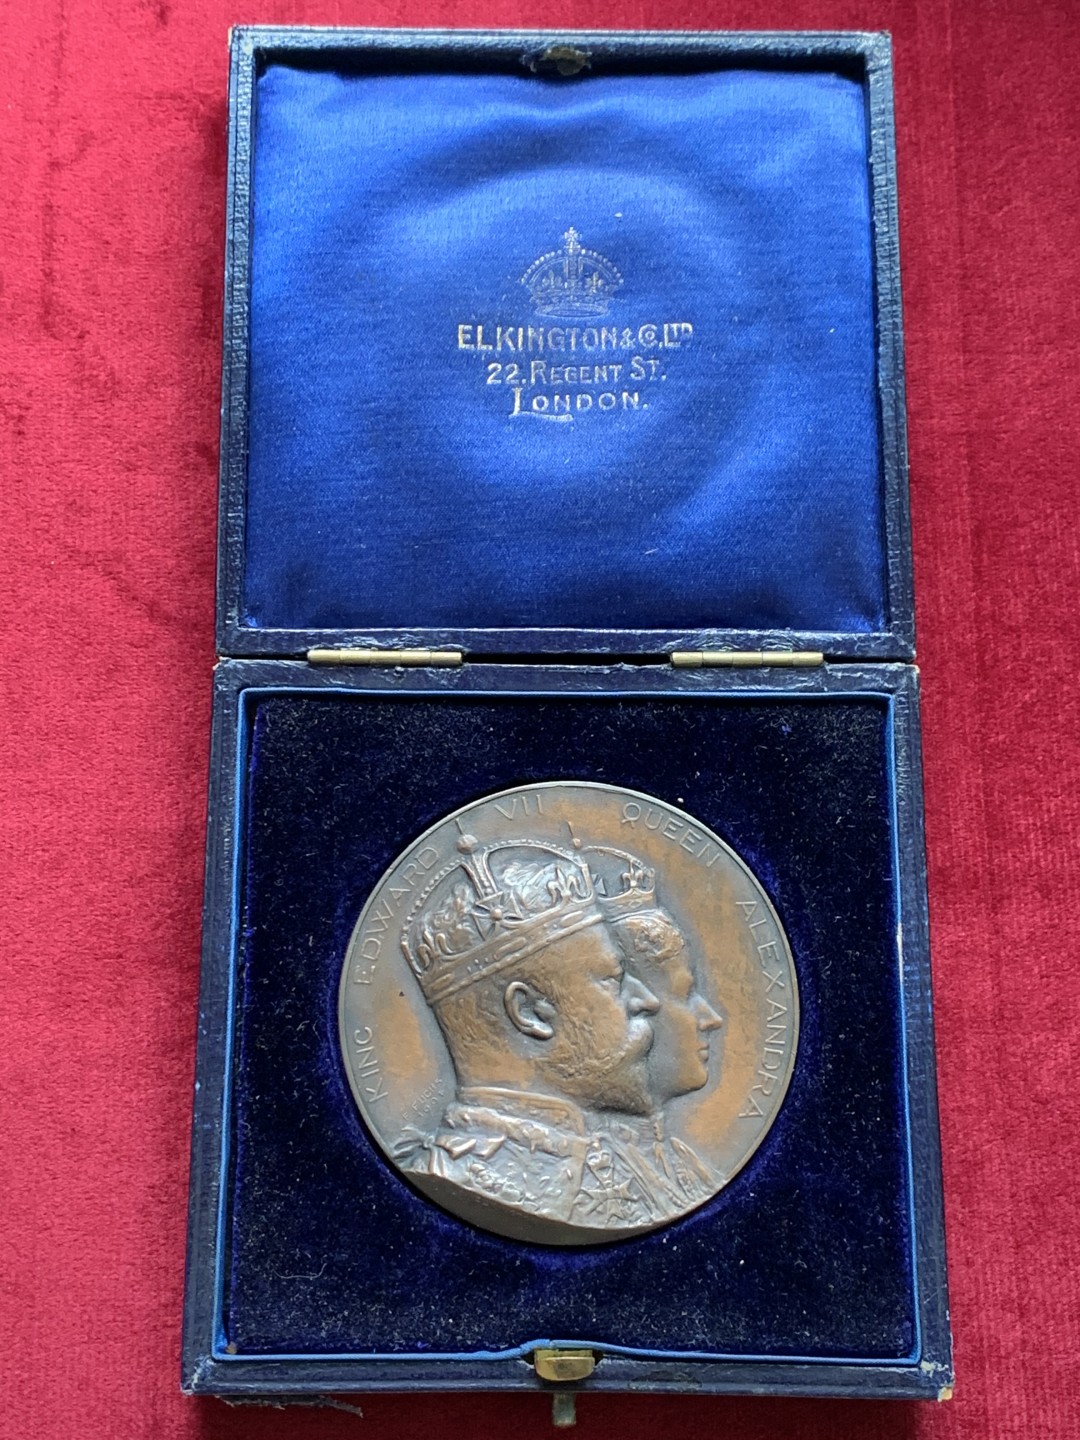 ELKINGTON & CO. LTD
22. REGENT ST.
LONDON.
KING EDWARD VII QUEEN ALEXANDRA